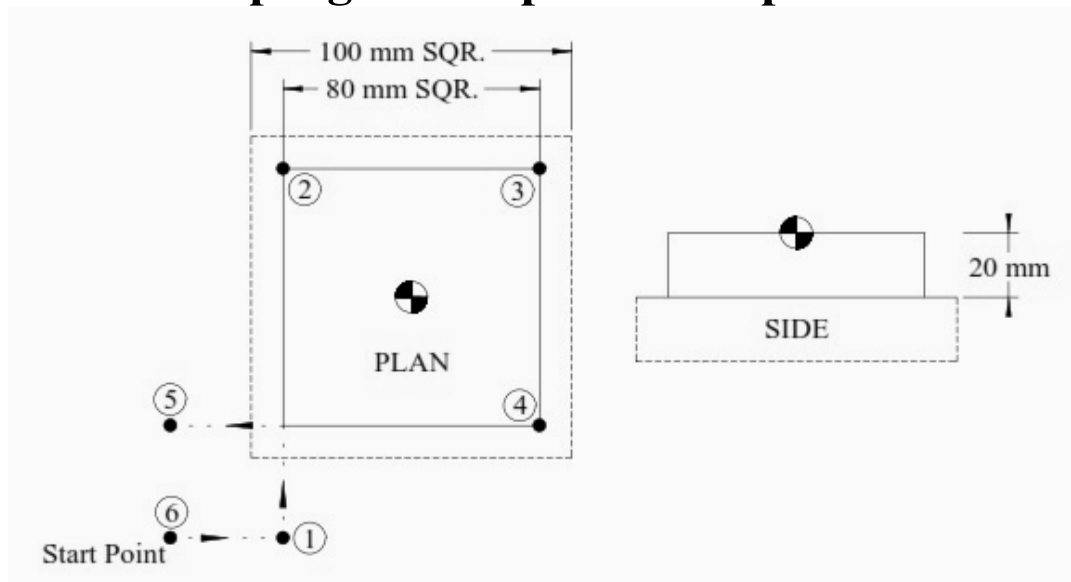 100 mm SQR.
80 mm SQR.
2
3
20 mm
SIDE
PLAN
5
4
6
1
Start Point